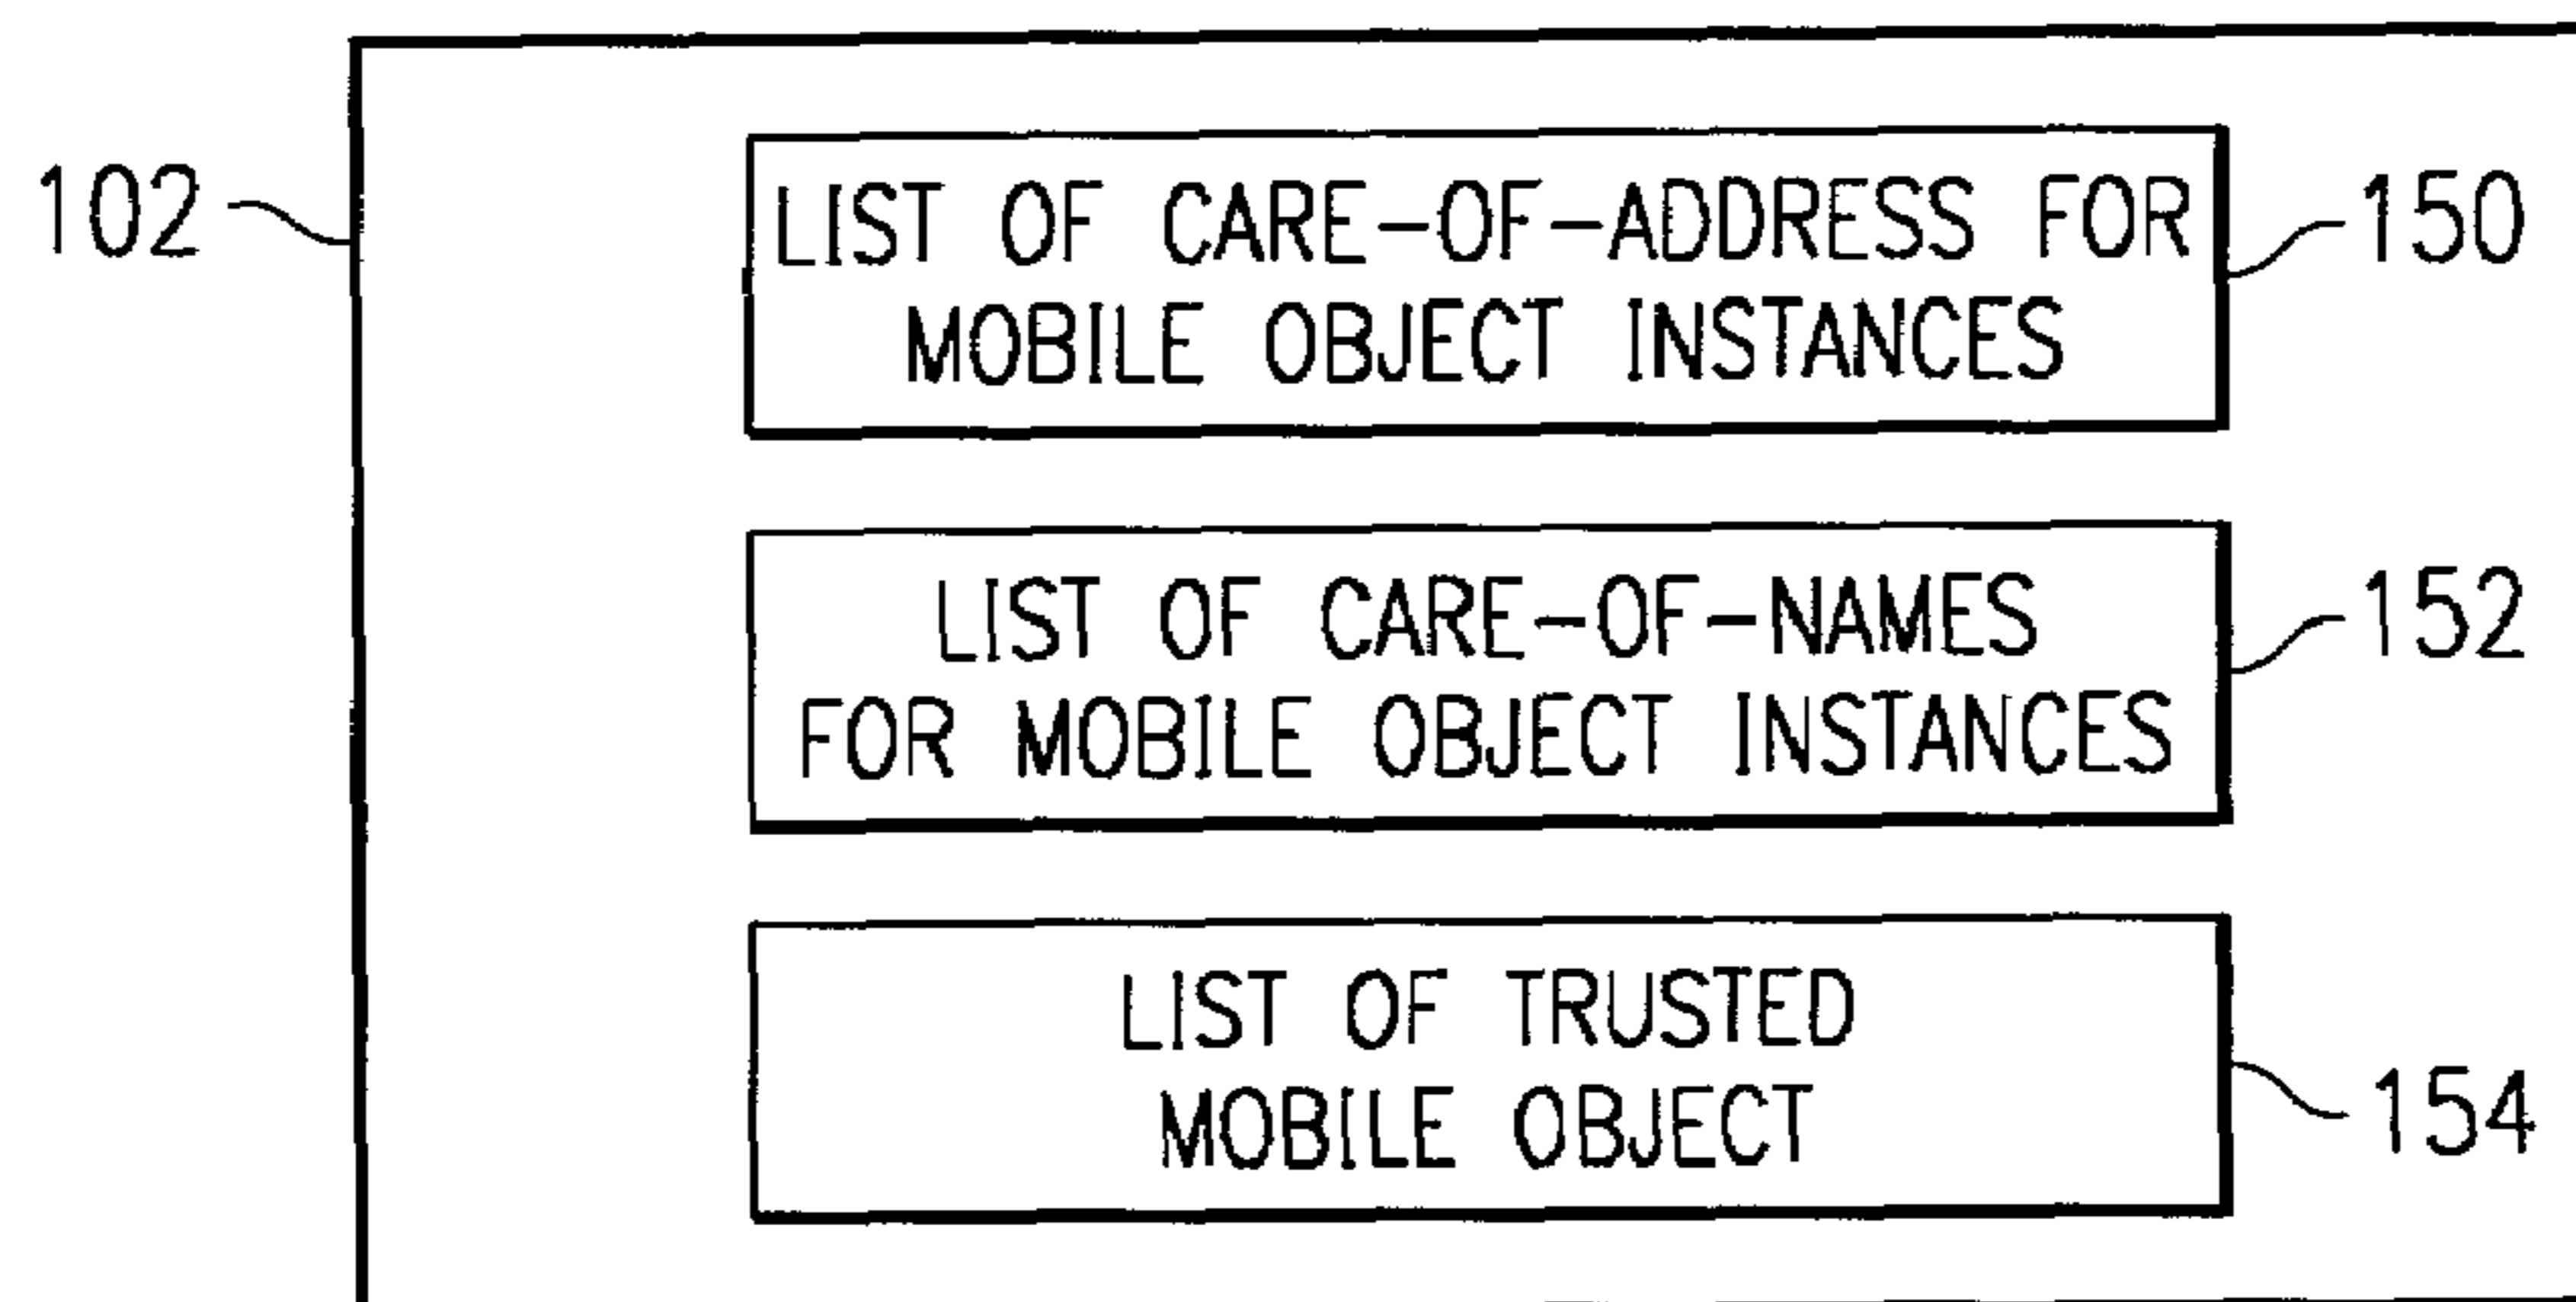 102
LIST OF CARE-OF-ADDRESS FOR
MOBILE OBJECT INSTANCES
150
LIST OF CARE-OF-NAMES
FOR MOBILE OBJECT INSTANCES
152
LIST OF TRUSTED
MOBILE OBJECT
154